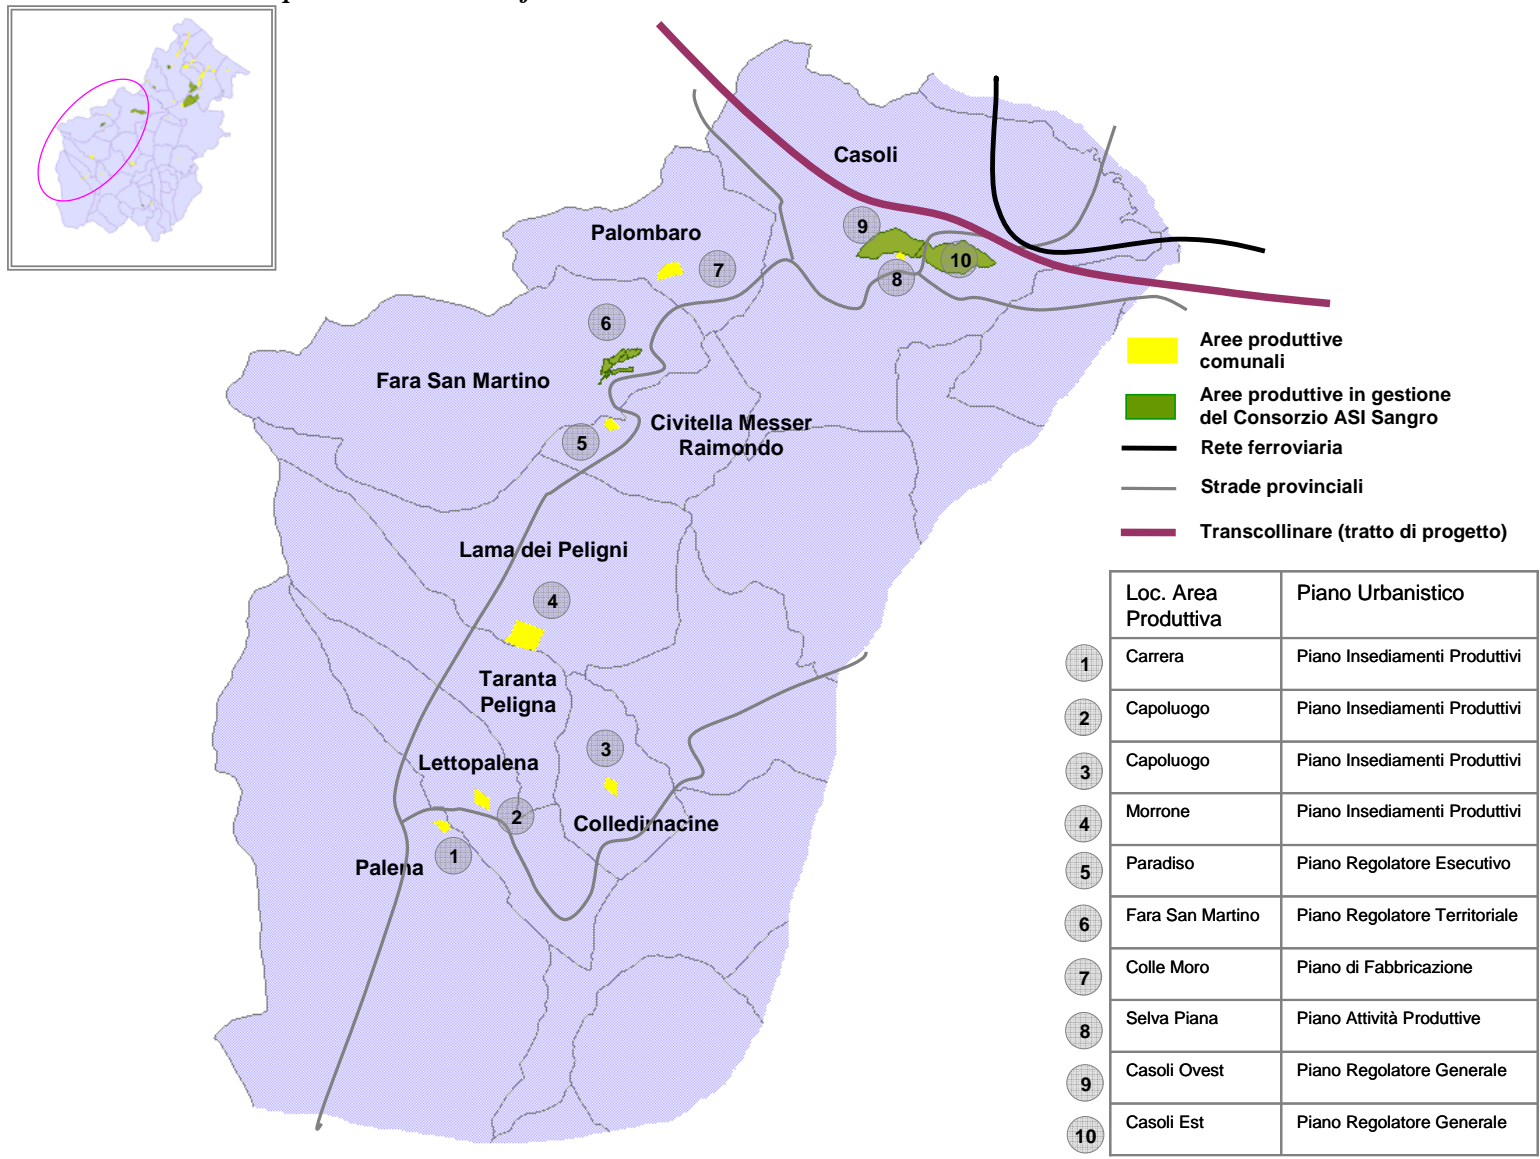 Casoli
Palombaro
9
7
10
8
6
Fara San Martino
Civitella Messer
Raimondo
5
Lama dei Peligni
4
Taranta
Peligna
3
Lettopalena
2
Colledimacine
Palena
1
Aree produttive
comunali
Aree produttive in gestione
del Consorzio ASI Sangro
Rete ferroviaria
Strade provinciali
Transcollinare (tratto di progetto)
Loc. Area
Produttiva
Piano Urbanistico
1 Carrera Piano Insediamenti Produttivi
2 Capoluogo Piano Insediamenti Produttivi
3 Capoluogo Piano Insediamenti Produttivi
4 Morrone Piano Insediamenti Produttivi
5 Paradiso Piano Regolatore Esecutivo
6 Fara San Martino Piano Regolatore Territoriale
7 Colle Moro Piano di Fabbricazione
8 Selva Piana Piano Attività Produttive
9 Casoli Ovest Piano Regolatore Generale
10 Casoli Est Piano Regolatore Generale